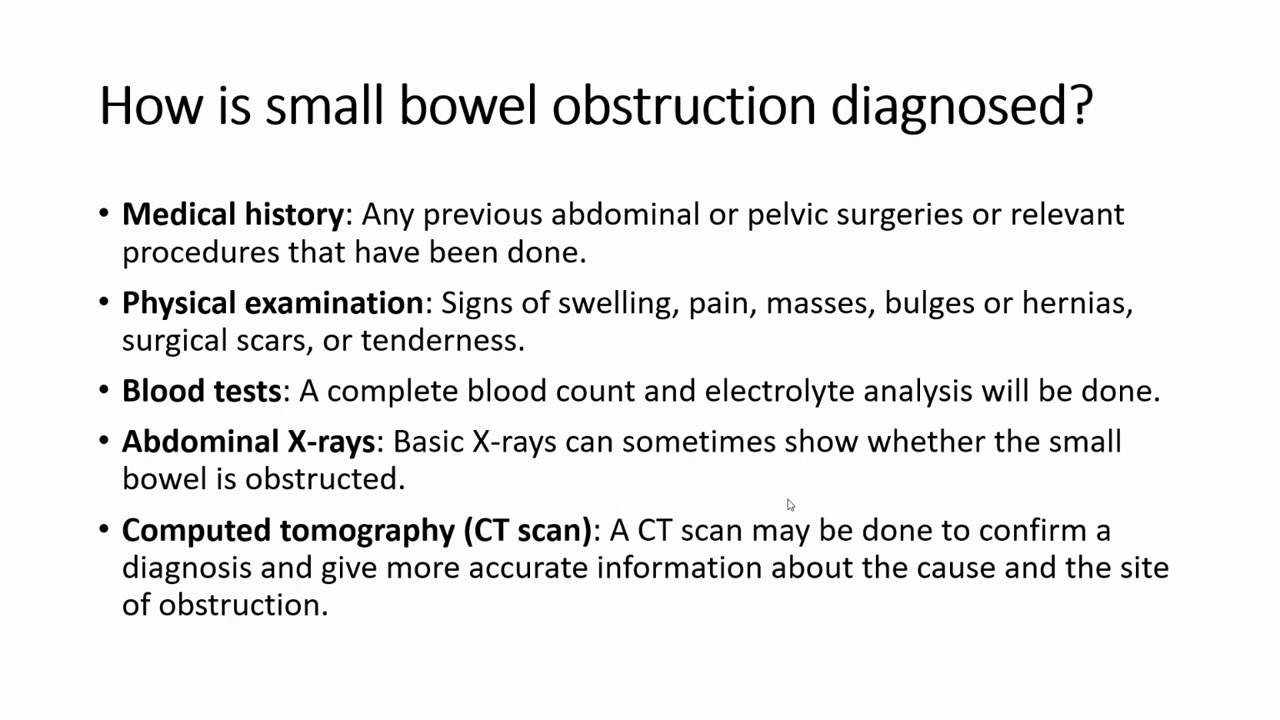 How is small bowel obstruction diagnosed?
• Medical history: Any previous abdominal or pelvic surgeries or relevant
procedures that have been done.
• Physical examination: Signs of swelling, pain, masses, bulges or hernias,
surgical scars, or tenderness.
• Blood tests: A complete blood count and electrolyte analysis will be done.
• Abdominal X-rays: Basic X-rays can sometimes show whether the small
bowel is obstructed.
• Computed tomography (CT scan): A CT scan may be done to confirm a
diagnosis and give more accurate information about the cause and the site
of obstruction.